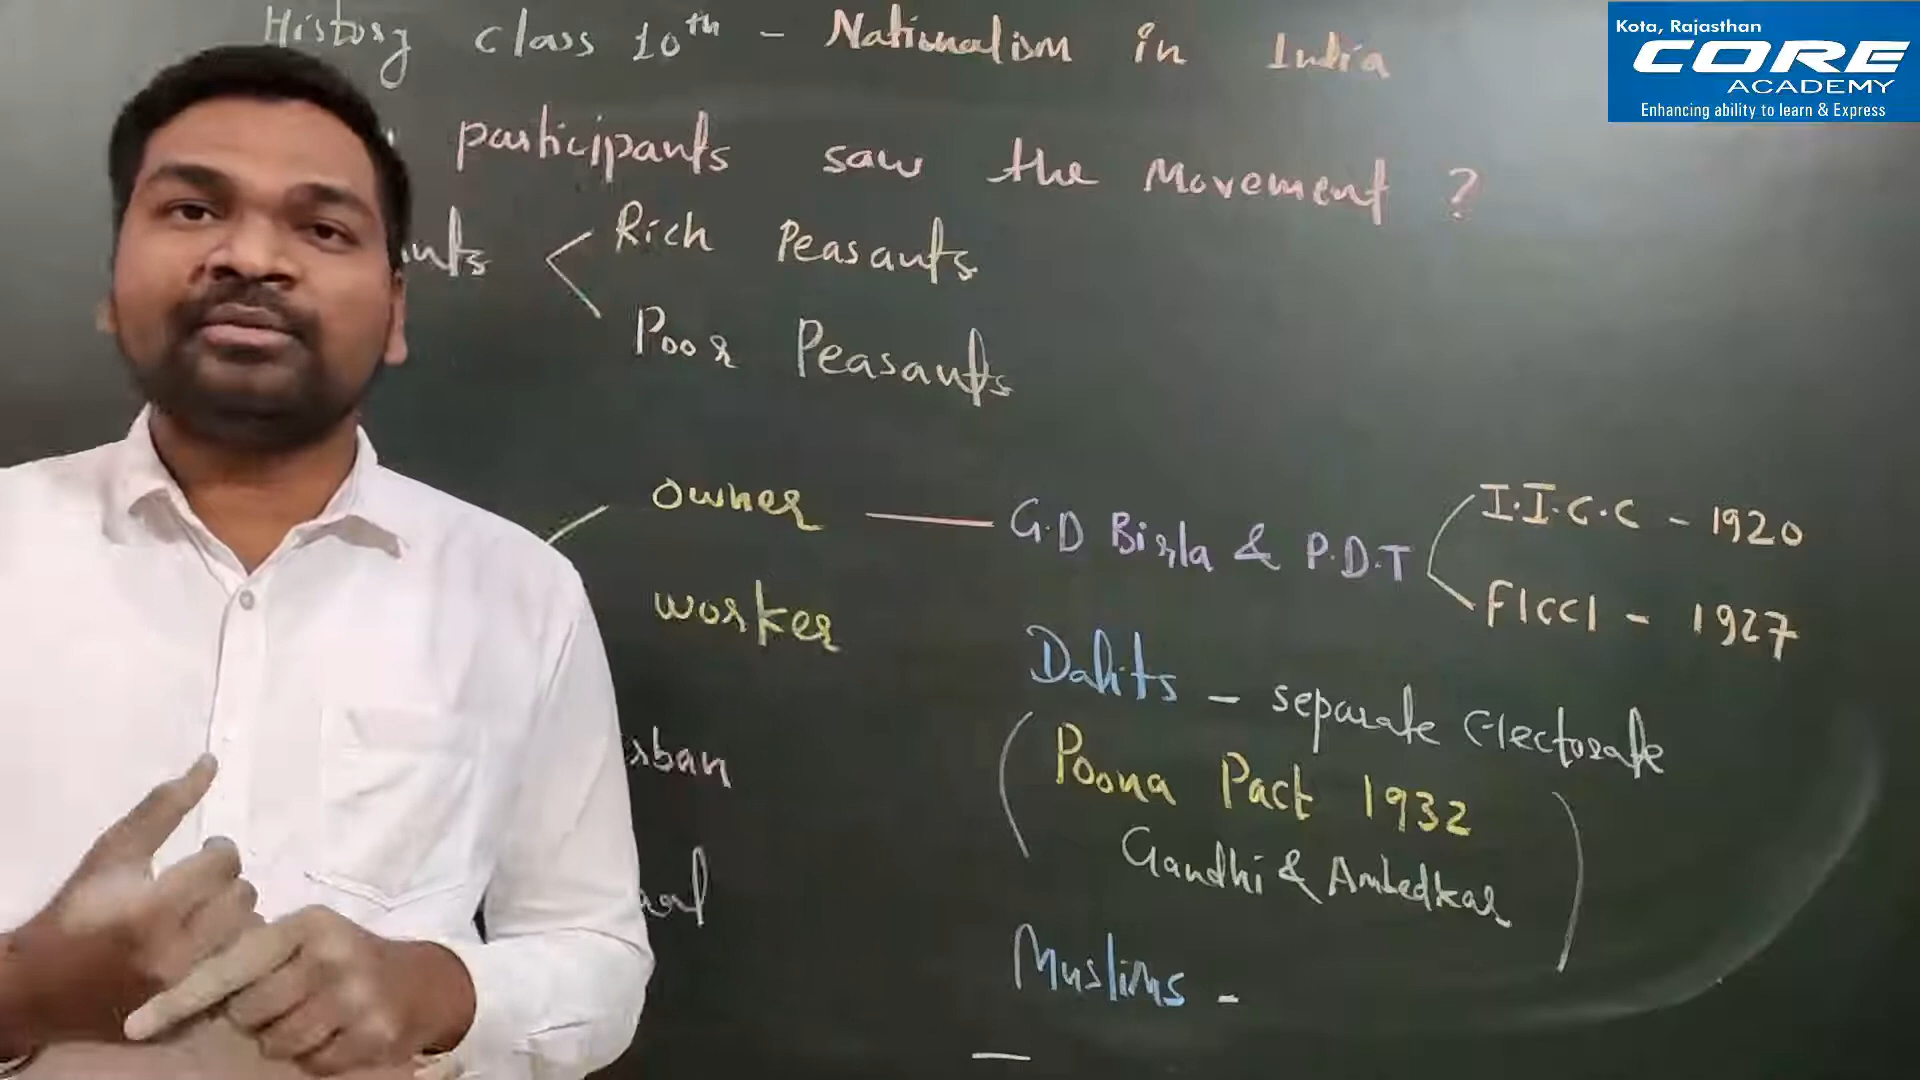 History class 10th - Nationalism in India
participants saw the Movement ?
Rich Peasants
Poor Peasants
owner — G.D Birla & P.D.T
I.I.C.C - 1920
FICCI - 1927
worker
Dalits - separate Electorate
(Poona Pact 1932
Gandhi & Ambedkar)
Muslims -
Kota, Rajasthan
CORE
ACADEMY
Enhancing ability to learn & Express